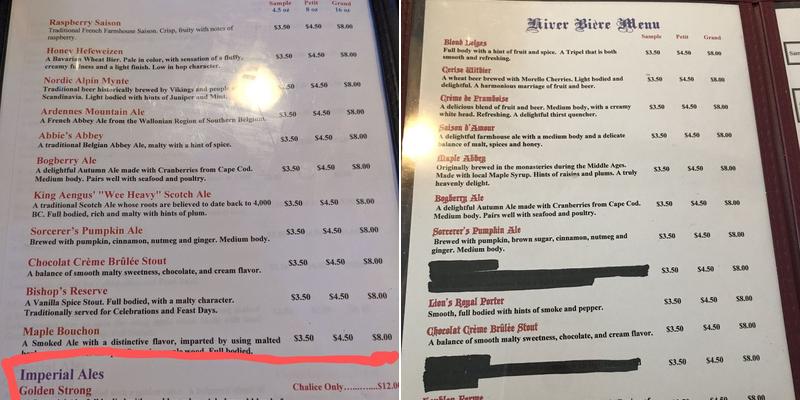 Sample Petit Grand
4.5 oz 8 oz 16 oz
Raspberry Saison
Traditional French Farmhouse Saison. Crisp, fruity with notes of $3.50 $4.50 $8.00
raspberry.
Honey Hefeweizen
A Bavarian Wheat Bier. Pale in color, with sensation of a fluffy, $3.50 $4.50 $8.00
creamy fullness and a light finish. Low in hop character.
Nordic Alpin Mynte
Traditional beer historically brewed by Vikings and people $4.50 $8.00
Scandinavia. Light bodied with hints of Juniper and Mint.
Ardennes Mountain Ale
A French Abbey Ale from the Wallonian Region of Southern Belgium. $3.50 $4.50 $8.00
Abbie's Abbey
A traditional Belgian Abbey Ale, malty with a hint of spice. $3.50 $4.50 $8.00
Bogberry Ale
A delightful Autumn Ale made with Cranberries from Cape Cod. $3.50 $4.50 $8.00
Medium body. Pairs well with seafood and poultry.
King Aengus' "Wee Heavy" Scotch Ale
A traditional Scotch Ale whose roots are believed to date back to 4,000 $3.50 $4.50 $8.00
BC. Full bodied, rich and malty with hints of plum.
Sorcerer's Pumpkin Ale
Brewed with pumpkin, cinnamon, nutmeg and ginger. Medium body. $3.50 $4.50 $8.00
Chocolat Crème Brûlée Stout
A balance of smooth malty sweetness, chocolate, and cream flavor. $3.50 $4.50 $8.00
Bishop's Reserve
A Vanilla Spice Stout. Full bodied, with a malty character. $3.50 $4.50 $8.00
Traditionally served for Celebrations and Feast Days.
Maple Bouchon
A Smoked Ale with a distinctive flavor, imparted by using malted $3.50 $4.50 $8.00
wood. Full bodied.
Imperial Ales
Golden Strong Chalice Only............$12.00
Hiver Bière Menu
Sample Petit Grand
Blond Leiges
Full body with a hint of fruit and spice. A Tripel that is both $3.50 $4.50 $8.00
smooth and refreshing.
Cerise Witbier
A wheat beer brewed with Morello Cherries. Light bodied and $3.50 $4.50 $8.00
delightful. A harmonious marriage of fruit and beer.
Crème de Framboise
A delicious blend of fruit and beer. Medium body, with a creamy $3.50 $4.50 $8.00
white head. Refreshing. A delightful thirst quencher.
Saison d'Amour
A delightful farmhouse ale with a medium body and a delicate $3.50 $4.50 $8.00
balance of malt, spices and honey.
Maple Abbey
Originally brewed in the monasteries during the Middle Ages. $3.50 $4.50 $8.00
Made with local Maple Syrup. Hints of raisins and plums. A truly
heavenly delight.
Bogberry Ale
A delightful Autumn Ale made with Cranberries from Cape Cod. $3.50 $4.50 $8.00
Medium body. Pairs well with seafood and poultry.
Sorcerer's Pumpkin Ale
Brewed with pumpkin, brown sugar, cinnamon, nutmeg and $3.50 $4.50 $8.00
ginger. Medium body.
$3.50 $4.50 $8.00
Lion's Royal Porter
Smooth, full bodied with hints of smoke and pepper. $3.50 $4.50 $8.00
Chocolat Crème Brûlée Stout
A balance of smooth malty sweetness, chocolate, and cream flavor. $3.50 $4.50 $8.00
$3.50 $4.50 $8.00